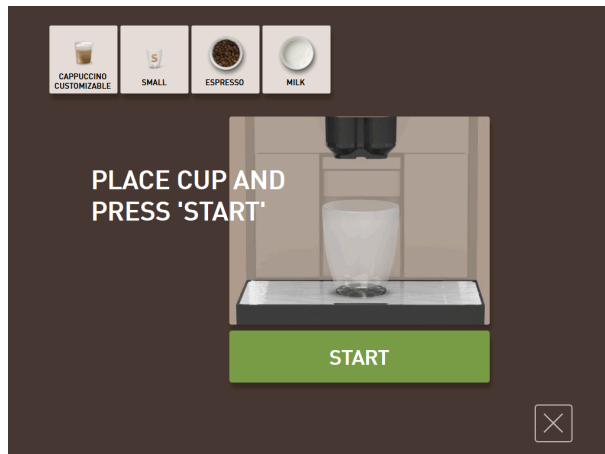 CAPPUCCINO
CUSTOMIZABLE
S
SMALL
ESPRESSO
MILK
PLACE CUP AND
PRESS 'START'
START